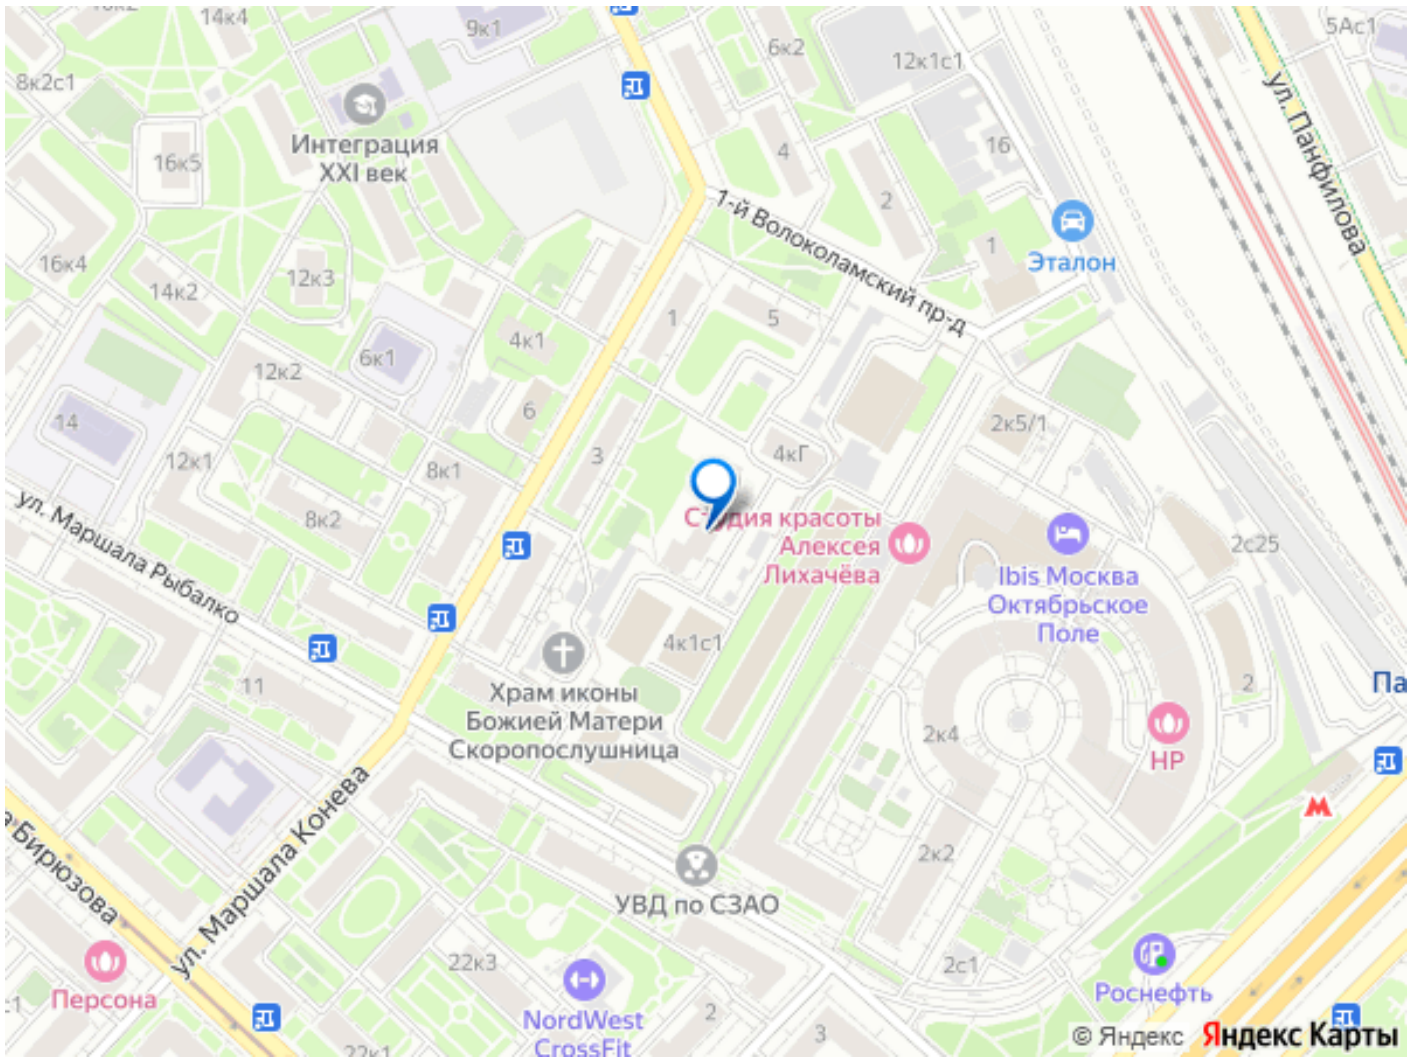 14к4
9к1
6к2
12к1с1
5Ас1
8к2с1
ул. Панфилова
Интеграция
XXI век
16к5
4
16
2
1-й Волоколамский пр-д
1
Эталон
16к4
14к2
12к3
1
5
4к1
6к1
12к2
6
14
12к1
8к1
3
4кГ
2к5/1
ул. Маршала Рыбалко
8к2
Студия красоты
Алексея
Лихачёва
Ibis Москва
Октябрьское
Поле
2с25
4к1с1
11
Храм иконы
Божией Матери
Скоропослушница
2
Па
2к4
НР
ул. Маршала Конева
а Бирюзова
2к2
УВД по СЗАО
22к3
2с1
Персона
NordWest
CrossFit
2
3
Роснефть
22к1
© Яндекс Яндекс Карты